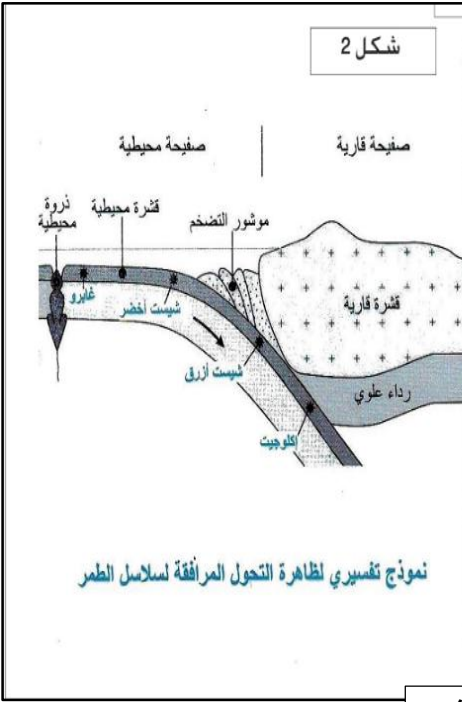 شكل 2
صفيحة محيطية
صفيحة قارية
ذروة
محيطية
قشرة محيطية
موشور التضخم
غابرو
شيست أخضر
قشرة قارية
شيست أزرق
رداء علوي
إكلوجيت
نموذج تفسيري لظاهرة التحول المرافقة لسلاسل الطمر